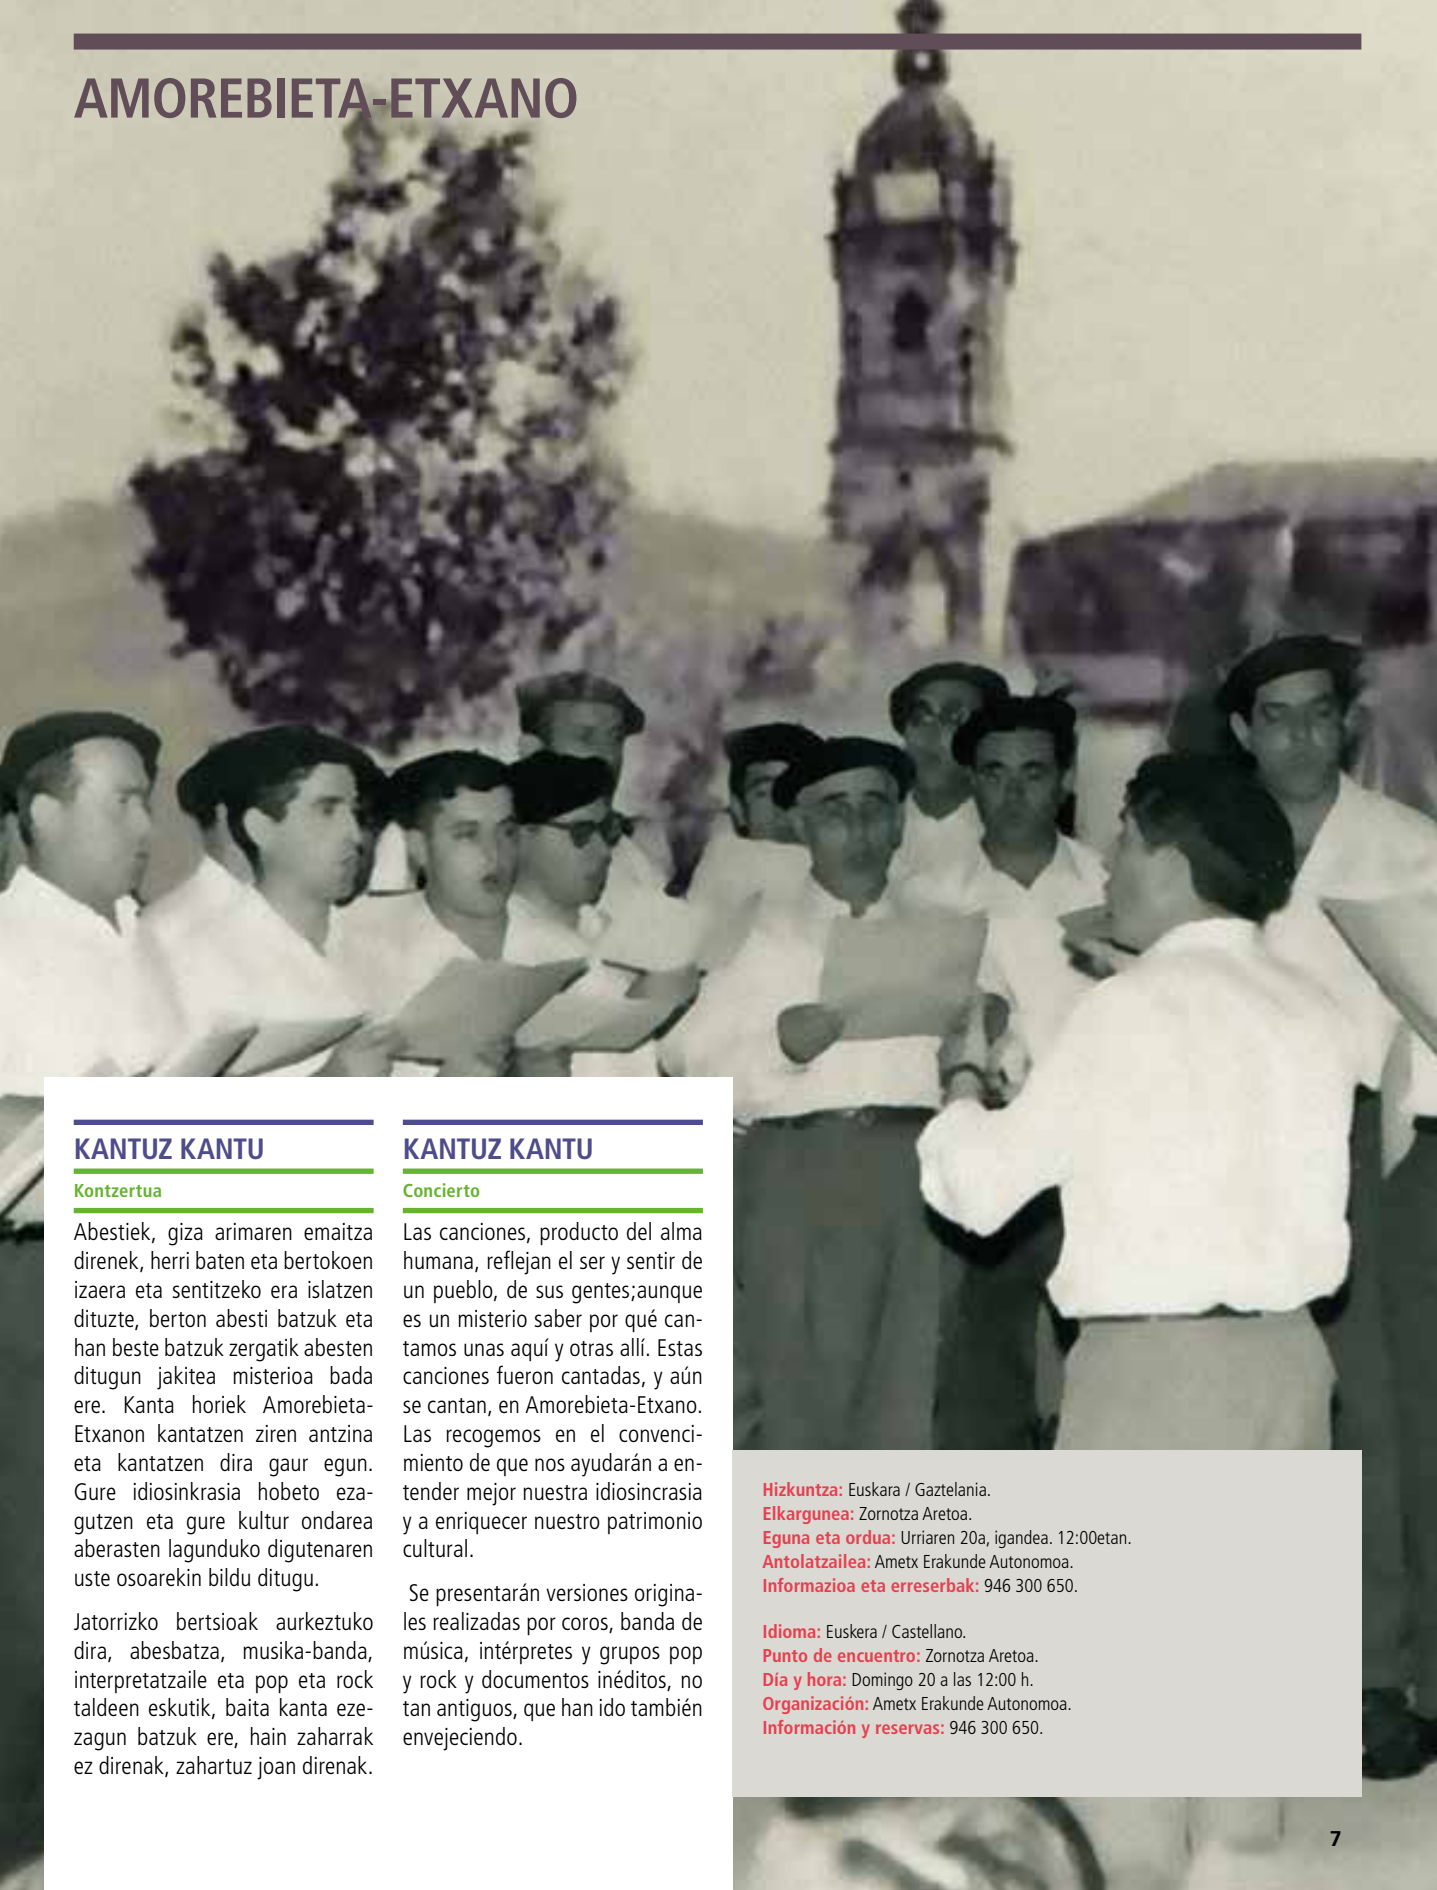 AMOREBIETA-ETXANO
KANTUZ KANTU
Kontzertua
Abestiek, giza arimaren emaitza
direnek, herri baten eta bertokoen
izaera eta sentitzeko era islatzen
dituzte, berton abesti batzuk eta
han beste batzuk zergatik abesten
ditugun jakitea misterioa bada
ere. Kanta horiek Amorebieta-
Etxanon kantatzen ziren antzina
eta kantatzen dira gaur egun.
Gure idiosinkrasia hobeto eza-
gutzen eta gure kultur ondarea
aberasten lagunduko digutenaren
uste osoarekin bildu ditugu.
Jatorrizko bertsioak aurkeztuko
dira, abesbatza, musika-banda,
interpretatzaile eta pop eta rock
taldeen eskutik, baita kanta eze-
zagun batzuk ere, hain zaharrak
ez direnak, zahartuz joan direnak.
KANTUZ KANTU
Concierto
Las canciones, producto del alma
humana, reflejan el ser y sentir de
un pueblo, de sus gentes;aunque
es un misterio saber por qué can-
tamos unas aquí y otras allí. Estas
canciones fueron cantadas, y aún
se cantan, en Amorebieta-Etxano.
Las recogemos en el convenci-
miento de que nos ayudarán a en-
tender mejor nuestra idiosincrasia
y a enriquecer nuestro patrimonio
cultural.
Se presentarán versiones origina-
les realizadas por coros, banda de
música, intérpretes y grupos pop
y rock y documentos inéditos, no
tan antiguos, que han ido también
envejeciendo.
Hizkuntza: Euskara / Gaztelania.
Elkargunea: Zornotza Aretoa.
Eguna eta ordua: Urriaren 20a, igandea. 12:00etan.
Antolatzailea: Ametx Erakunde Autonomoa.
Informazioa eta erreserbak: 946 300 650.
Idioma: Euskera / Castellano.
Punto de encuentro: Zornotza Aretoa.
Día y hora: Domingo 20 a las 12:00 h.
Organización: Ametx Erakunde Autonomoa.
Información y reservas: 946 300 650.
7